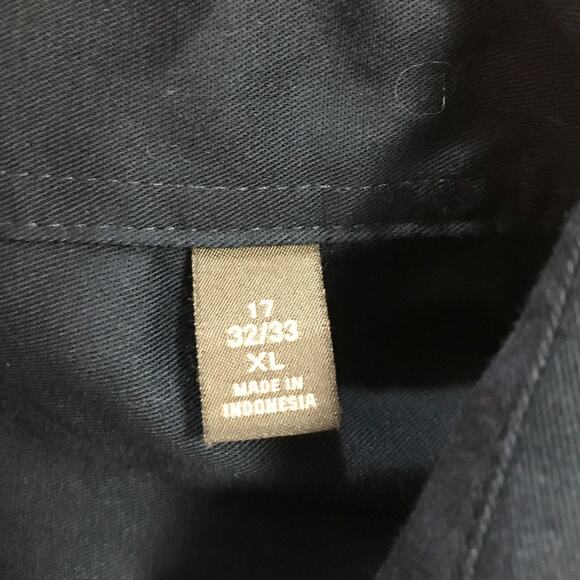 17
32/33
XL
MADE IN
INDONESIA